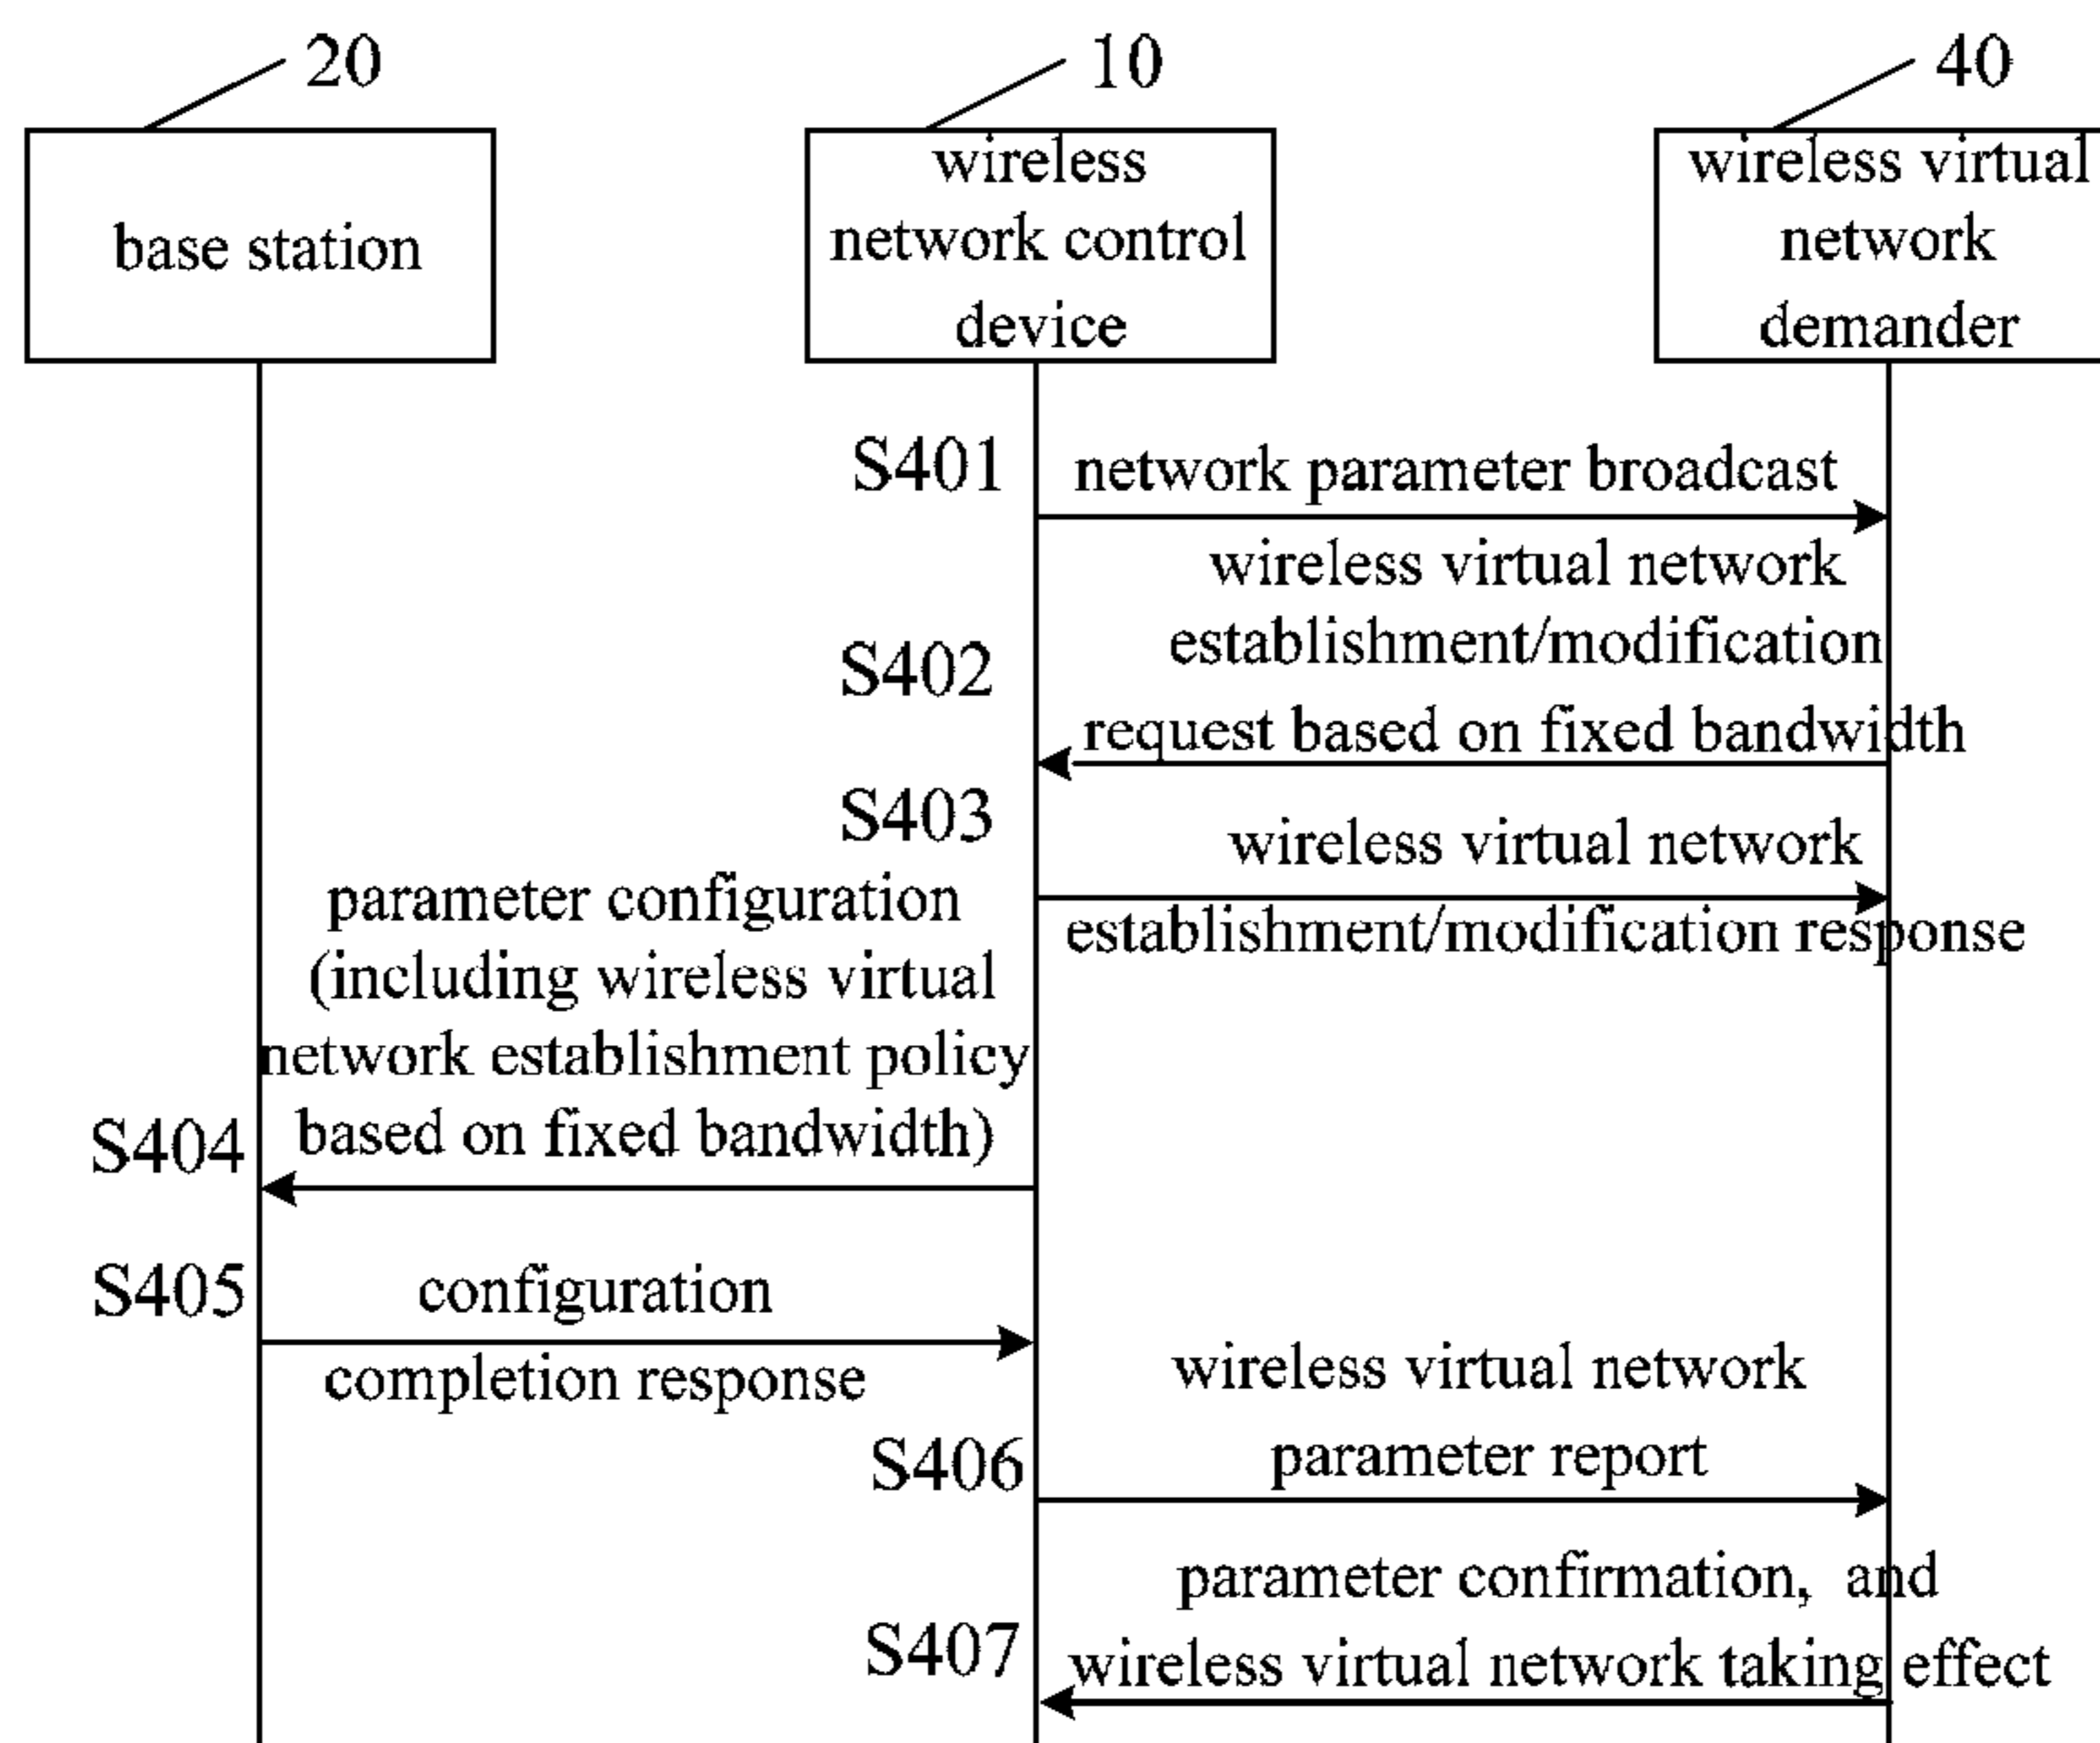 20
10
40
base station
wireless
network control
device
wireless virtual
network
demander
S401
network parameter broadcast
wireless virtual network
establishment/modification
S402
request based on fixed bandwidth
S403
wireless virtual network
establishment/modification response
parameter configuration
(including wireless virtual
network establishment policy
based on fixed bandwidth)
S404
S405
configuration
completion response
wireless virtual network
S406
parameter report
parameter confirmation, and
S407
wireless virtual network taking effect